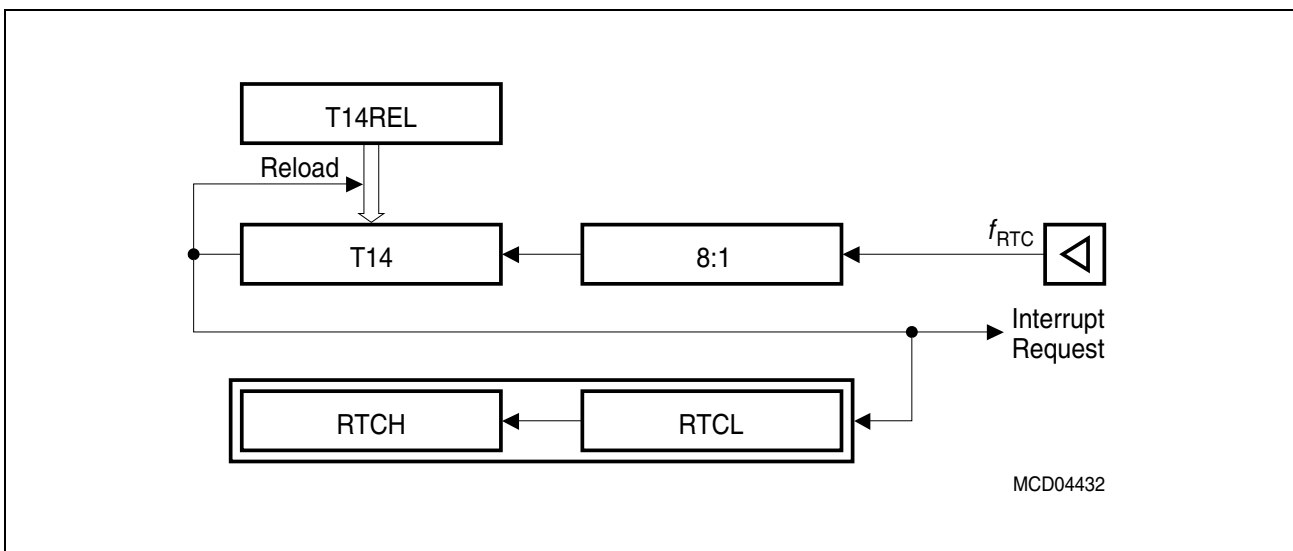 T14REL
Reload
T14
8:1
fRTC
Interrupt
Request
RTCH
RTCL
MCD04432